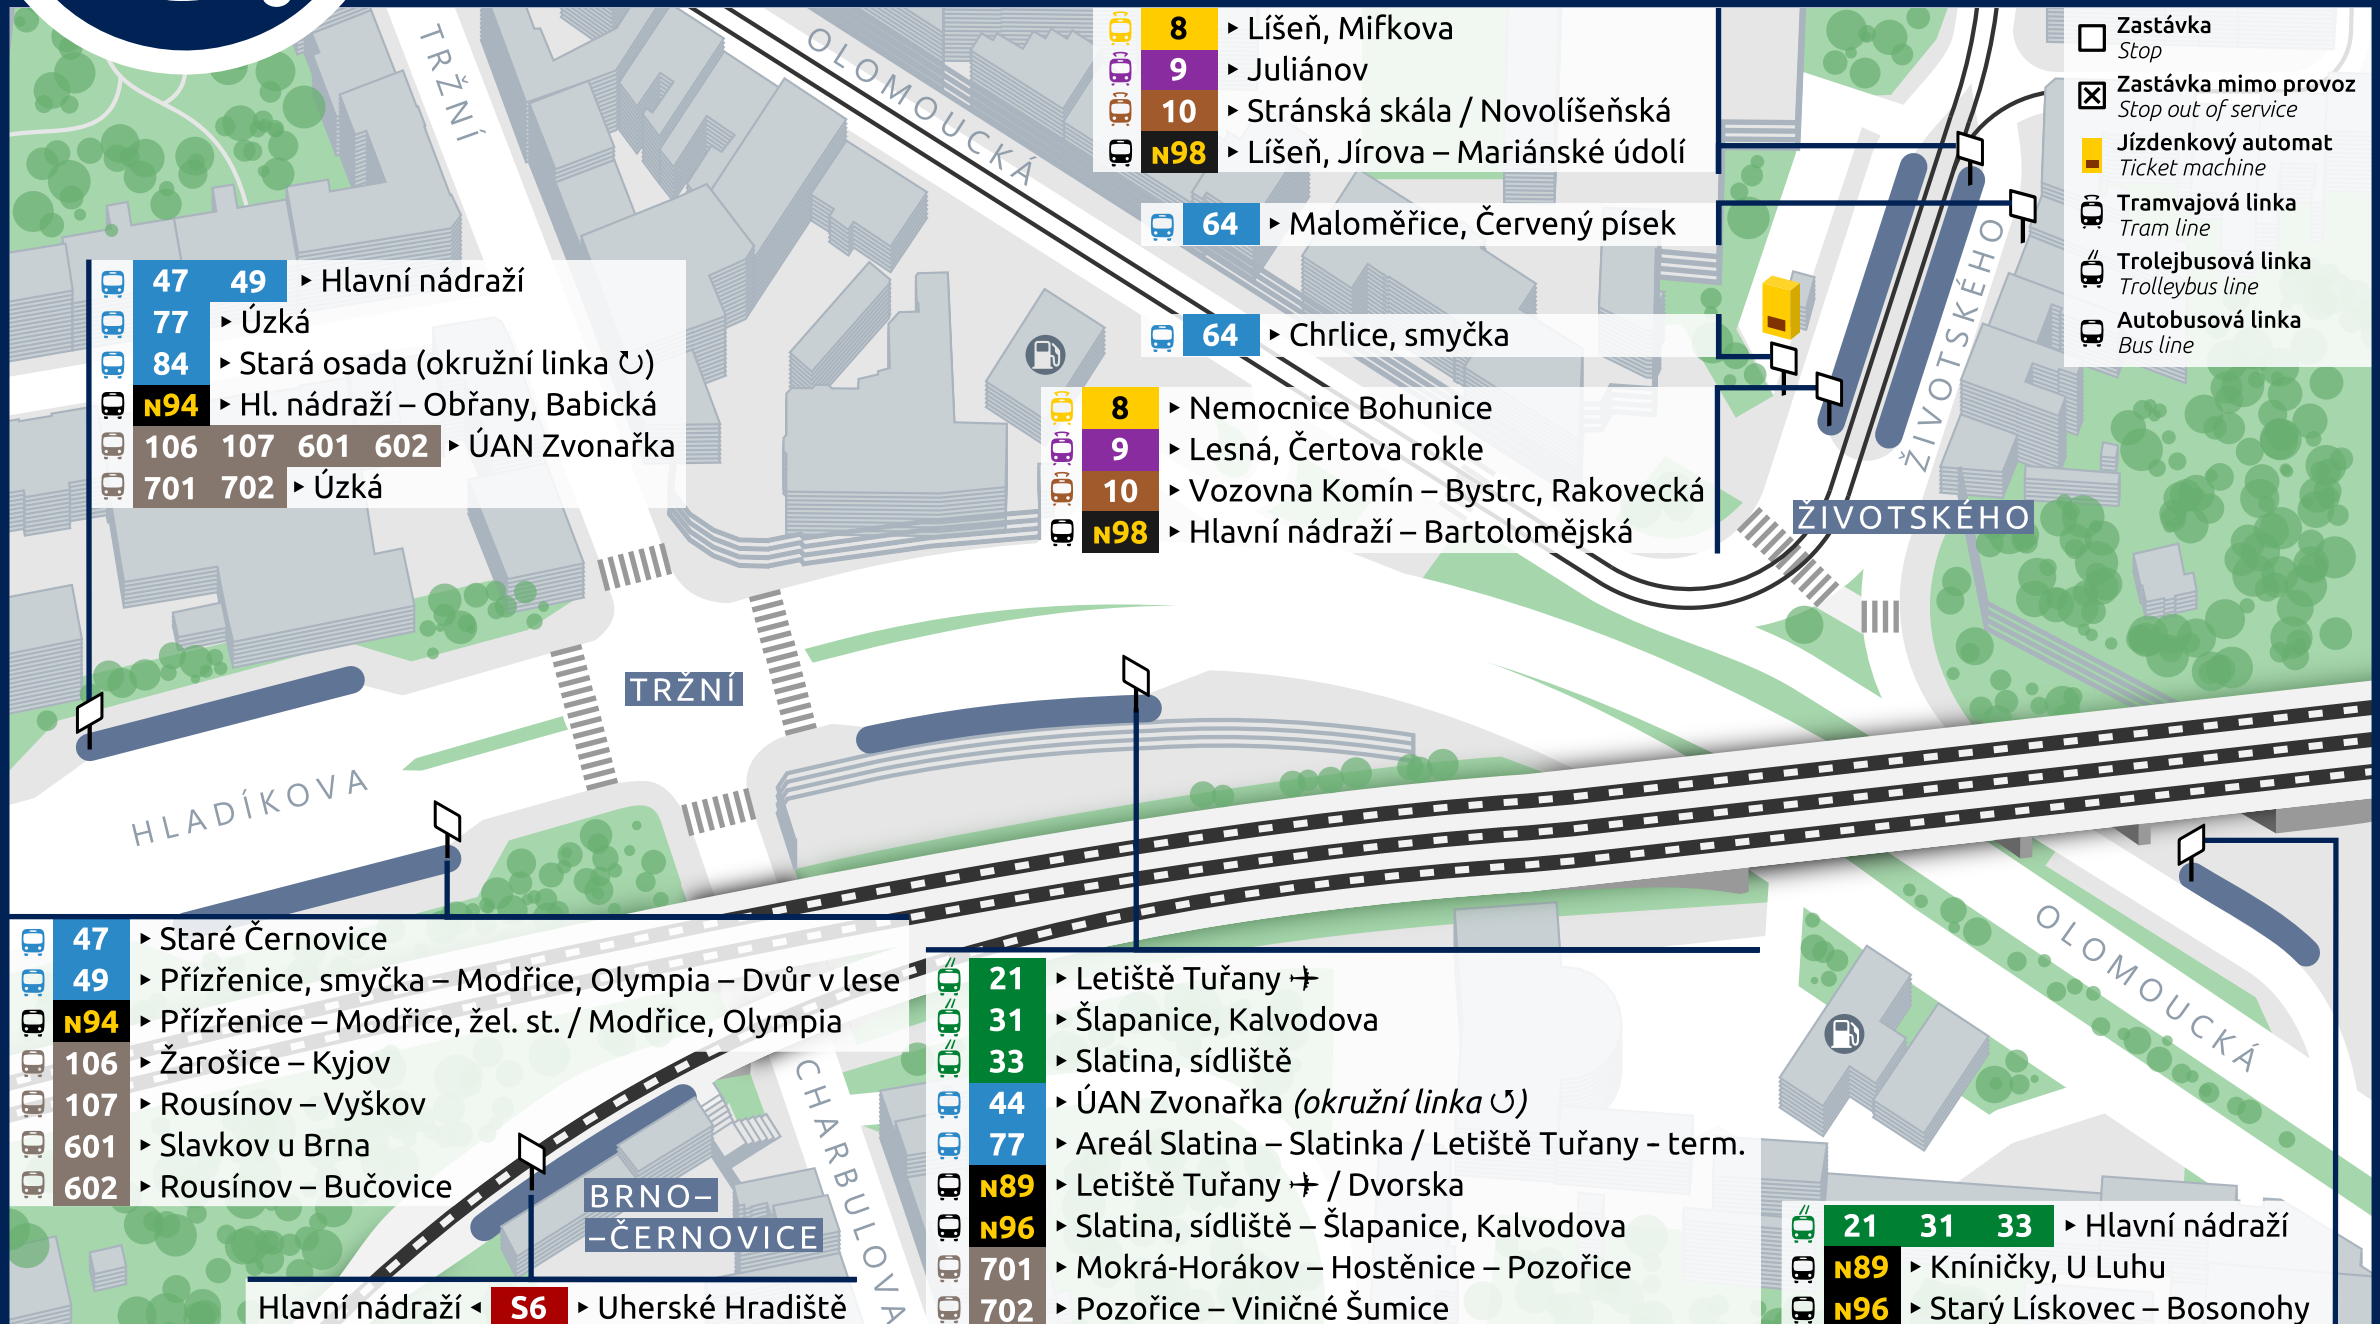 8 ‣ Líšeň, Mifkova
9 ‣ Juliánov
10 ‣ Stránská skála / Novolíšeňská
N98 ‣ Líšeň, Jírova – Mariánské údolí
64 ‣ Maloměřice, Červený písek
64 ‣ Chrlice, smyčka
8 ‣ Nemocnice Bohunice
9 ‣ Lesná, Čertova rokle
10 ‣ Vozovna Komín – Bystrc, Rakovecká
N98 ‣ Hlavní nádraží – Bartolomějská
Zastávka
Stop
Zastávka mimo provoz
Stop out of service
Jízdenkový automat
Ticket machine
Tramvajová linka
Tram line
Trolejbusová linka
Trolleybus line
Autobusová linka
Bus line
TRŽNÍ
OLOMOUCKÁ
ŽIVOTSKÉHO
47 49 ‣ Hlavní nádraží
77 ‣ Úzká
84 ‣ Stará osada (okružní linka ↻)
N94 ‣ Hl. nádraží – Obřany, Babická
106 107 601 602 ‣ ÚAN Zvonařka
701 702 ‣ Úzká
ŽIVOTSKÉHO
TRŽNÍ
HLADÍKOVA
47 ‣ Staré Černovice
49 ‣ Přízřenice, smyčka – Modřice, Olympia – Dvůr v lese
N94 ‣ Přízřenice – Modřice, žel. st. / Modřice, Olympia
106 ‣ Žarošice – Kyjov
107 ‣ Rousínov – Vyškov
601 ‣ Slavkov u Brna
602 ‣ Rousínov – Bučovice
BRNO–
–ČERNOVICE
CHARBULOVA
Hlavní nádraží ◂ S6 ‣ Uherské Hradiště
21 ‣ Letiště Tuřany ✈
31 ‣ Šlapanice, Kalvodova
33 ‣ Slatina, sídliště
44 ‣ ÚAN Zvonařka (okružní linka ↺)
77 ‣ Areál Slatina – Slatinka / Letiště Tuřany - term.
N89 ‣ Letiště Tuřany ✈ / Dvorska
N96 ‣ Slatina, sídliště – Šlapanice, Kalvodova
701 ‣ Mokrá-Horákov – Hostěnice – Pozořice
702 ‣ Pozořice – Viničné Šumice
OLOMOUCKÁ
21 31 33 ‣ Hlavní nádraží
N89 ‣ Kníničky, U Luhu
N96 ‣ Starý Lískovec – Bosonohy